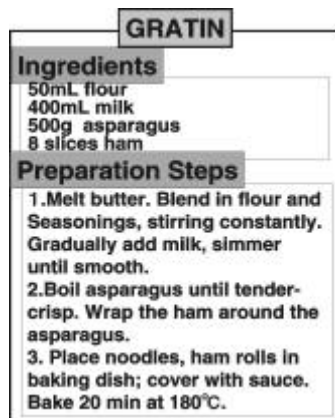 GRATIN
Ingredients
50mL flour
400mL milk
500g asparagus
8 slices ham
Preparation Steps
1.Melt butter. Blend in flour and
Seasonings, stirring constantly.
Gradually add milk, simmer
until smooth.
2.Boil asparagus until tender-
crisp. Wrap the ham around the
asparagus.
3. Place noodles, ham rolls in
baking dish; cover with sauce.
Bake 20 min at 180℃.